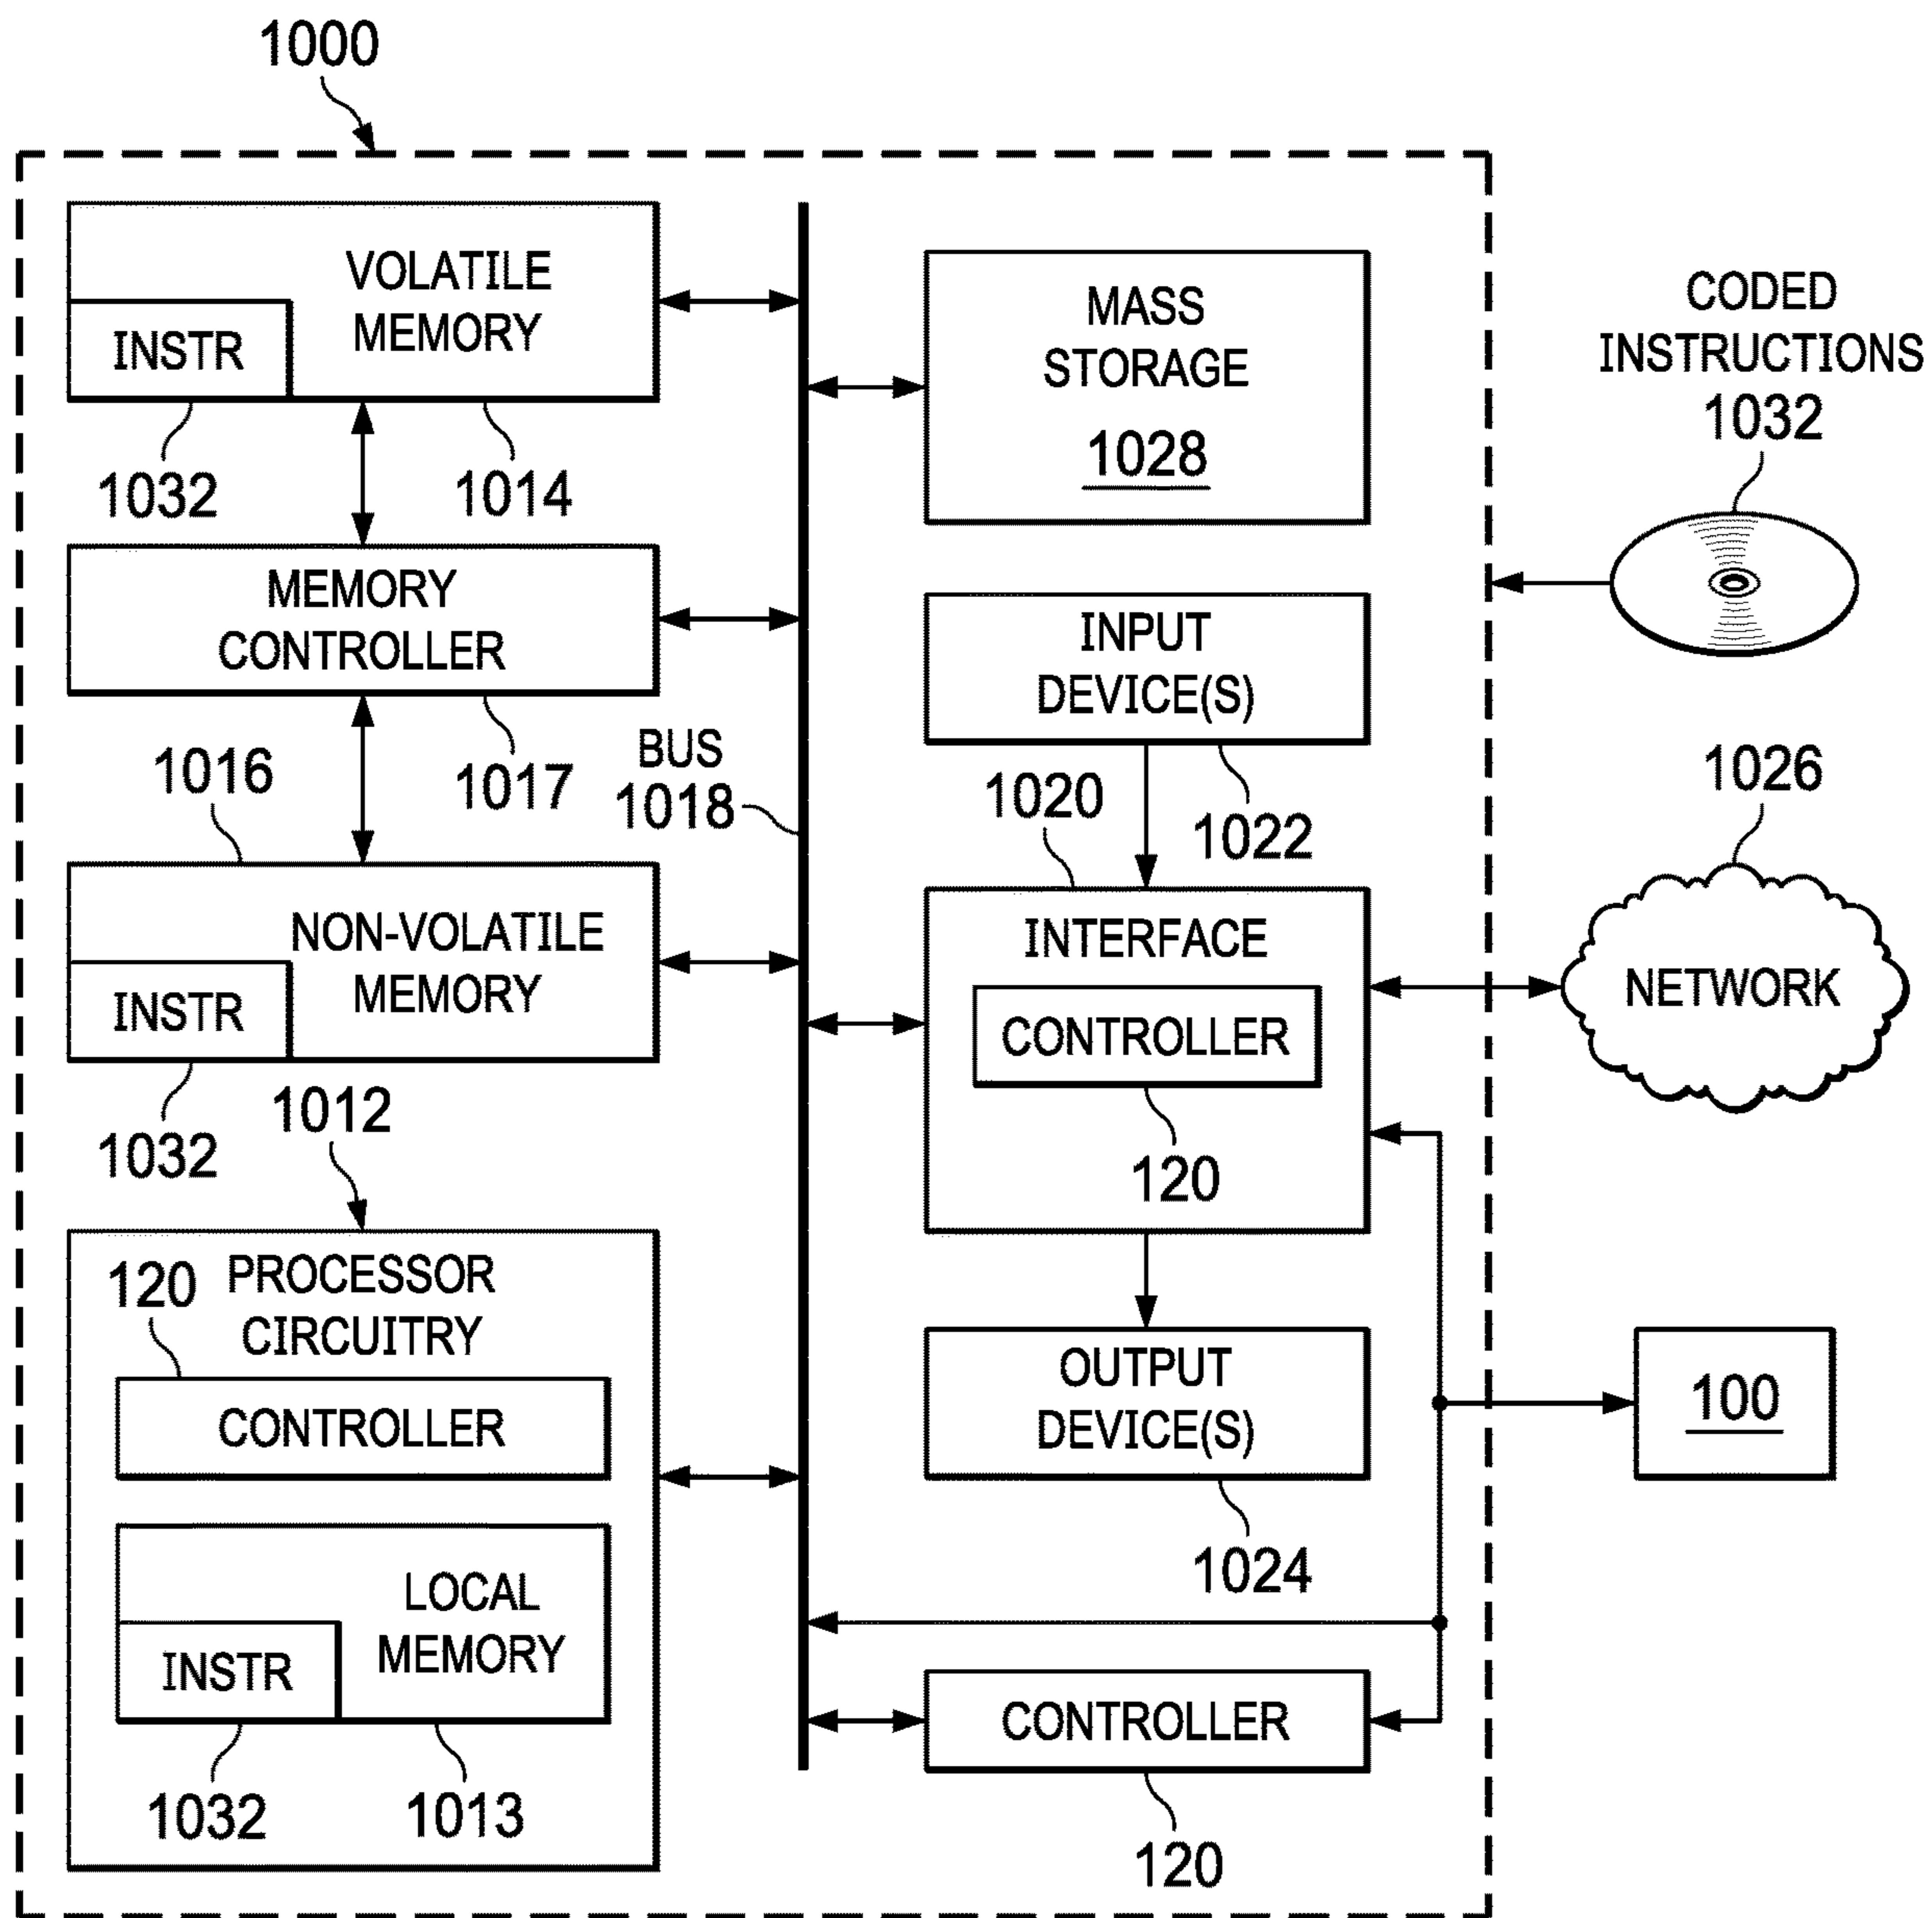 1000
VOLATILE
MEMORY
INSTR
1032
1014
MEMORY
CONTROLLER
1017
1016
NON-VOLATILE
MEMORY
INSTR
1032
1012
PROCESSOR
CIRCUITRY
120
CONTROLLER
LOCAL
MEMORY
INSTR
1032
1013
BUS
1018
MASS
STORAGE
1028
INPUT
DEVICE(S)
1022
1020
INTERFACE
CONTROLLER
120
OUTPUT
DEVICE(S)
1024
CONTROLLER
120
CODED
INSTRUCTIONS
1032
1026
NETWORK
100